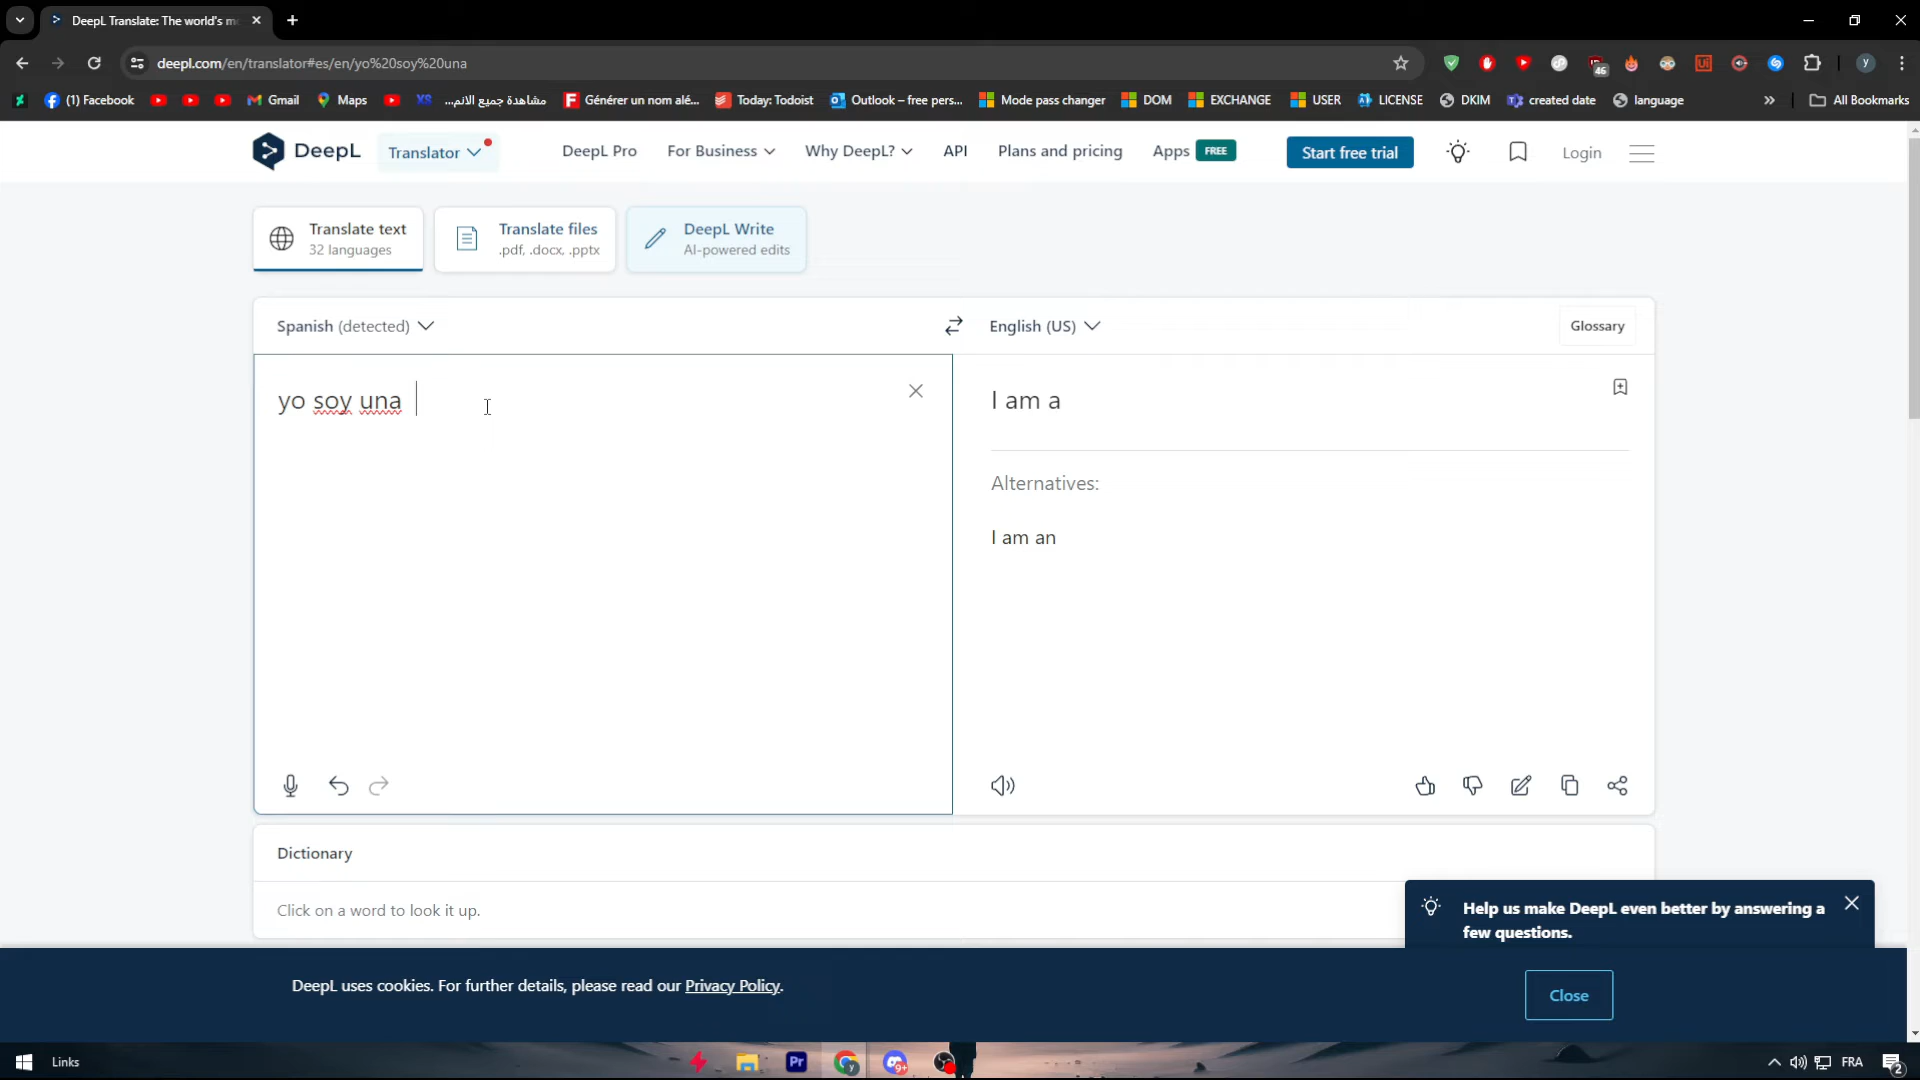 DeepL Translate: The world's m
deepl.com/en/translator#es/en/yo%20soy%20una
46
y
(1) Facebook
Gmail
Maps
مشاهدة جميع الانم...
Générer un nom alé...
Today: Todoist
Outlook – free pers...
Mode pass changer
DOM
EXCHANGE
USER
LICENSE
DKIM
created date
language
All Bookmarks
DeepL
Translator
DeepL Pro
For Business
Why DeepL?
API
Plans and pricing
Apps FREE
Start free trial
Login
Translate text
32 languages
Translate files
.pdf, .docx, .pptx
DeepL Write
AI-powered edits
Spanish (detected)
English (US)
Glossary
yo soy una
I am a
Alternatives:
I am an
Dictionary
Click on a word to look it up.
Help us make DeepL even better by answering a
few questions.
DeepL uses cookies. For further details, please read our Privacy Policy.
Close
Links
Pr
9+
FRA
2